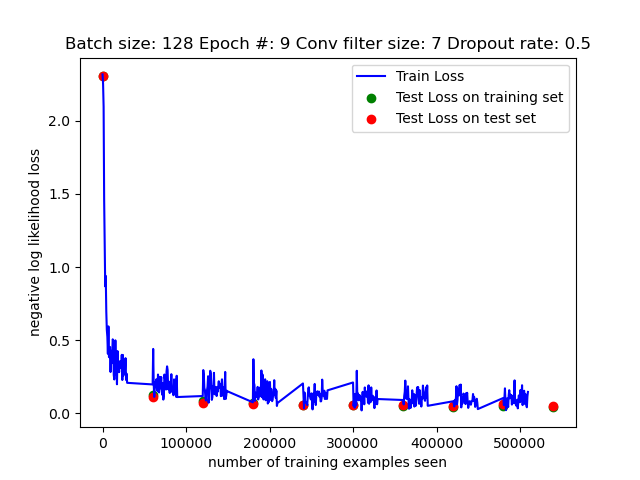 Batch size: 128 Epoch #: 9 Conv filter size: 7 Dropout rate: 0.5
Train Loss
Test Loss on training set
Test Loss on test set
negative log likelihood loss
2.0
1.5
1.0
0.5
0.0
0 100000 200000 300000 400000 500000
number of training examples seen